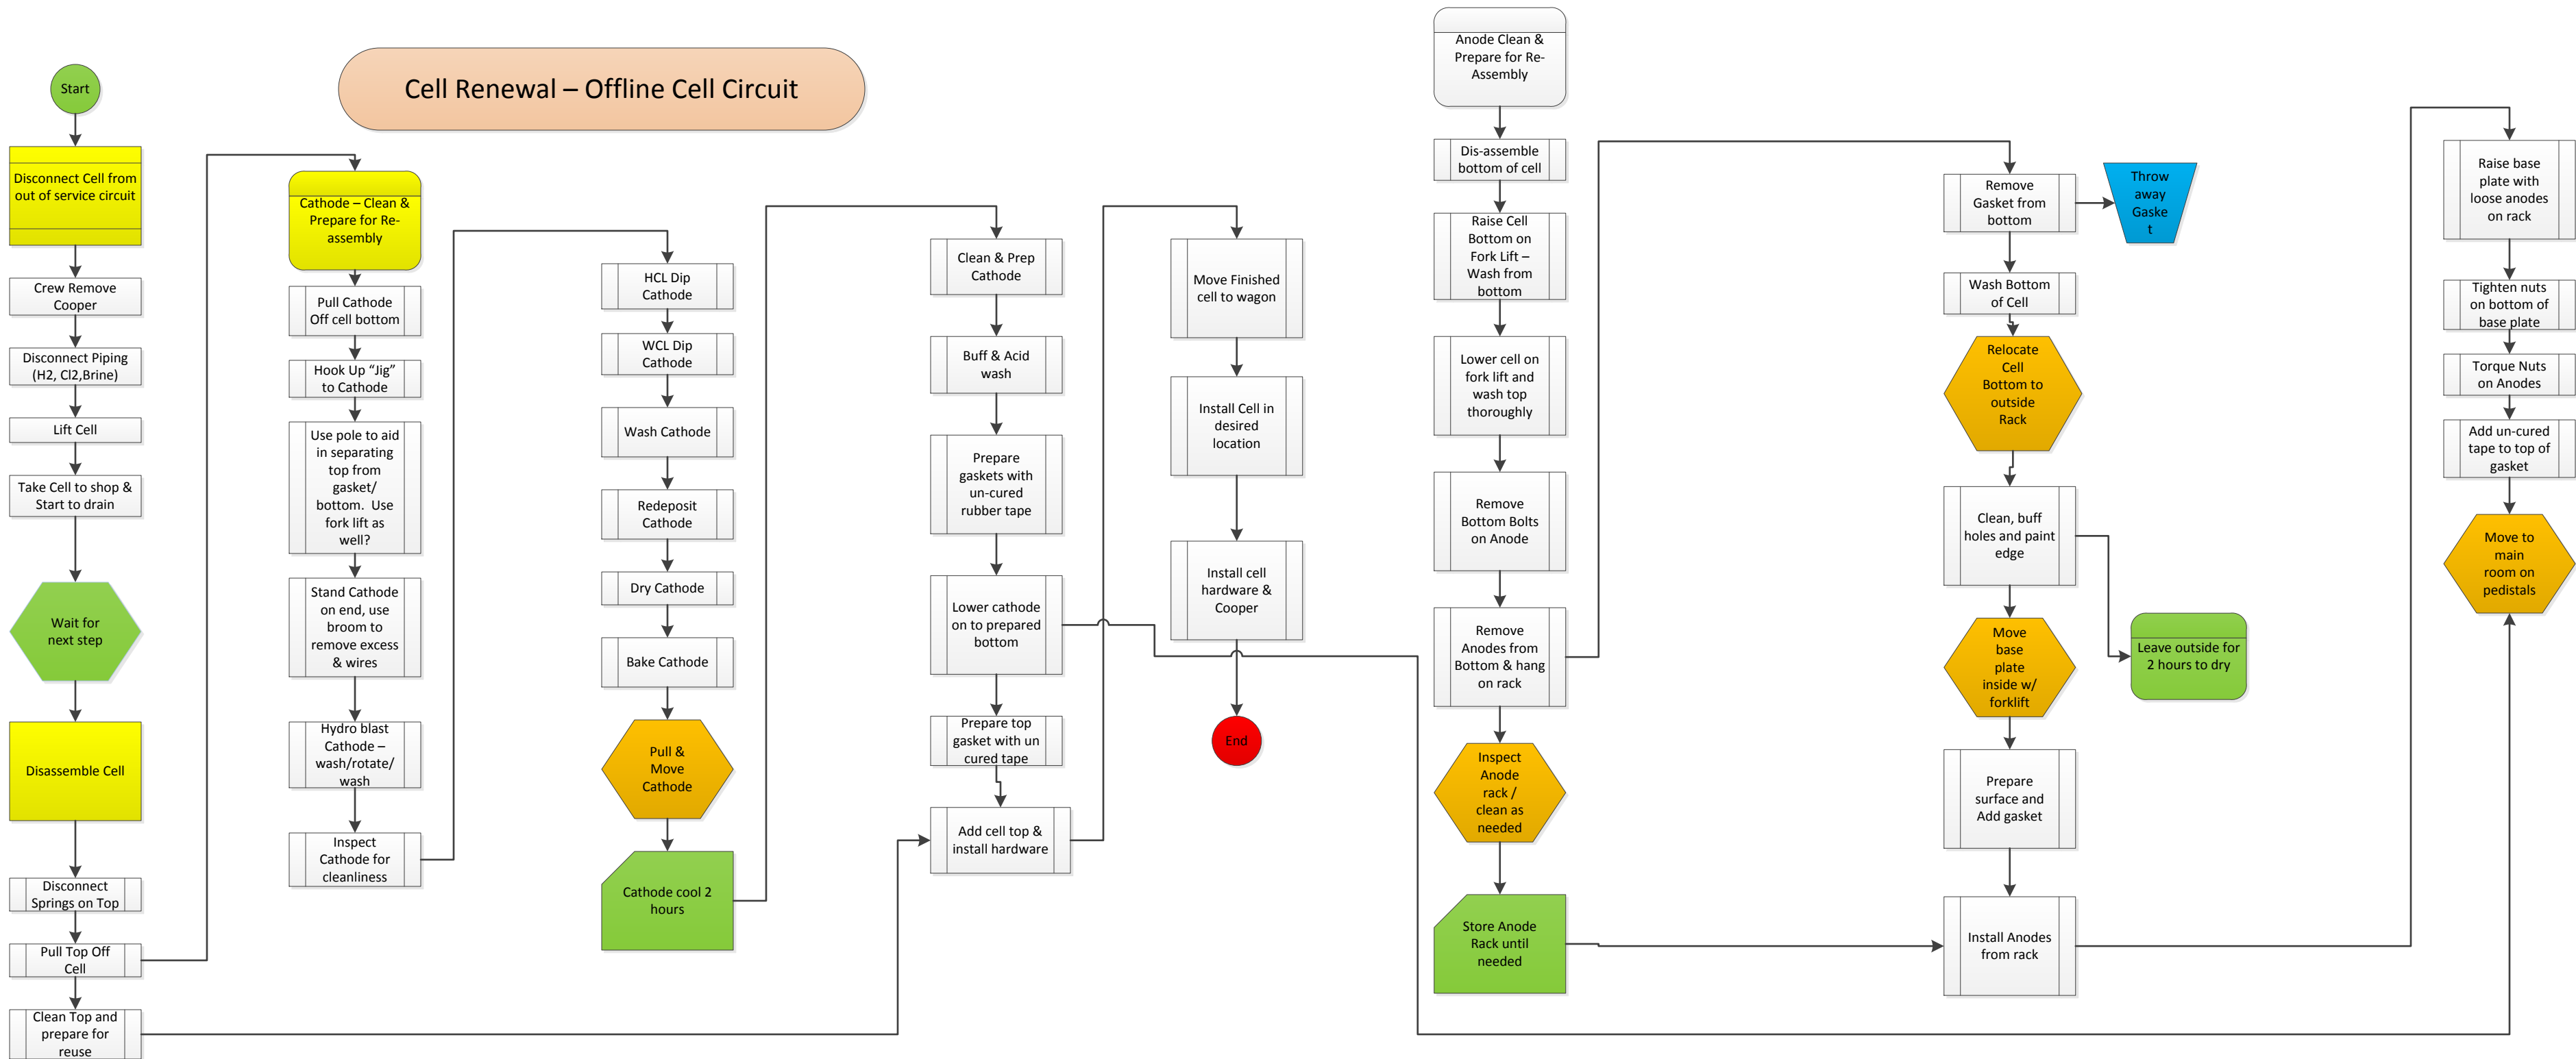 Start
Disconnect Cell from
out of service circuit
Crew Remove
Cooper
Disconnect Piping
(H2, Cl2,Brine)
Lift Cell
Take Cell to shop &
Start to drain
Wait for
next step
Disassemble Cell
Disconnect
Springs on Top
Pull Top Off
Cell
Clean Top and
prepare for
reuse
Cell Renewal – Offline Cell Circuit
Cathode – Clean &
Prepare for Re-
assembly
Pull Cathode
Off cell bottom
Hook Up “Jig”
to Cathode
Use pole to aid
in separating
top from
gasket/
bottom.  Use
fork lift as
well?
Stand Cathode
on end, use
broom to
remove excess
& wires
Hydro blast
Cathode –
wash/rotate/
wash
Inspect
Cathode for
cleanliness
HCL Dip
Cathode
WCL Dip
Cathode
Wash Cathode
Redeposit
Cathode
Dry Cathode
Bake Cathode
Pull &
Move
Cathode
Cathode cool 2
hours
Clean & Prep
Cathode
Buff & Acid
wash
Prepare
gaskets with
un-cured
rubber tape
Lower cathode
on to prepared
bottom
Prepare top
gasket with un
cured tape
Add cell top &
install hardware
Move Finished
cell to wagon
Install Cell in
desired
location
Install cell
hardware &
Cooper
End
Anode Clean &
Prepare for Re-
Assembly
Dis-assemble
bottom of cell
Raise Cell
Bottom on
Fork Lift –
Wash from
bottom
Lower cell on
fork lift and
wash top
thoroughly
Remove
Bottom Bolts
on Anode
Remove
Anodes from
Bottom & hang
on rack
Inspect
Anode
rack /
clean as
needed
Store Anode
Rack until
needed
Remove
Gasket from
bottom
Throw
away
Gaske
t
Wash Bottom
of Cell
Relocate
Cell
Bottom to
outside
Rack
Clean, buff
holes and paint
edge
Leave outside for
2 hours to dry
Move
base
plate
inside w/
forklift
Prepare
surface and
Add gasket
Install Anodes
from rack
Raise base
plate with
loose anodes
on rack
Tighten nuts
on bottom of
base plate
Torque Nuts
on Anodes
Add un-cured
tape to top of
gasket
Move to
main
room on
pedistals